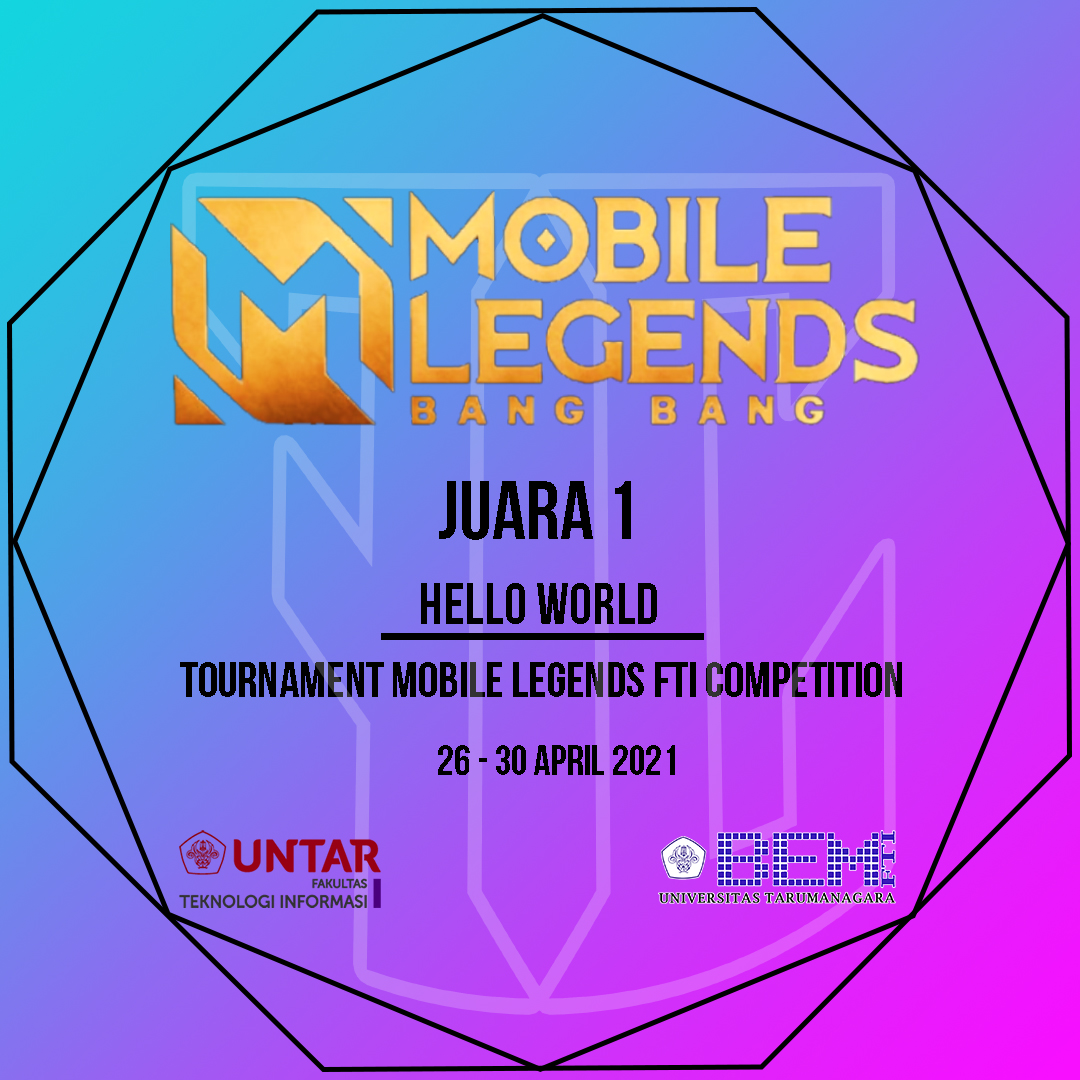 MOBILE
LEGENDS
BANG BANG
JUARA 1
HELLO WORLD
TOURNAMENT MOBILE LEGENDS FTI COMPETITION
26 - 30 APRIL 2021
UNTAR
FAKULTAS
TEKNOLOGI INFORMASI
BEM FTI
UNIVERSITAS TARUMANAGARA